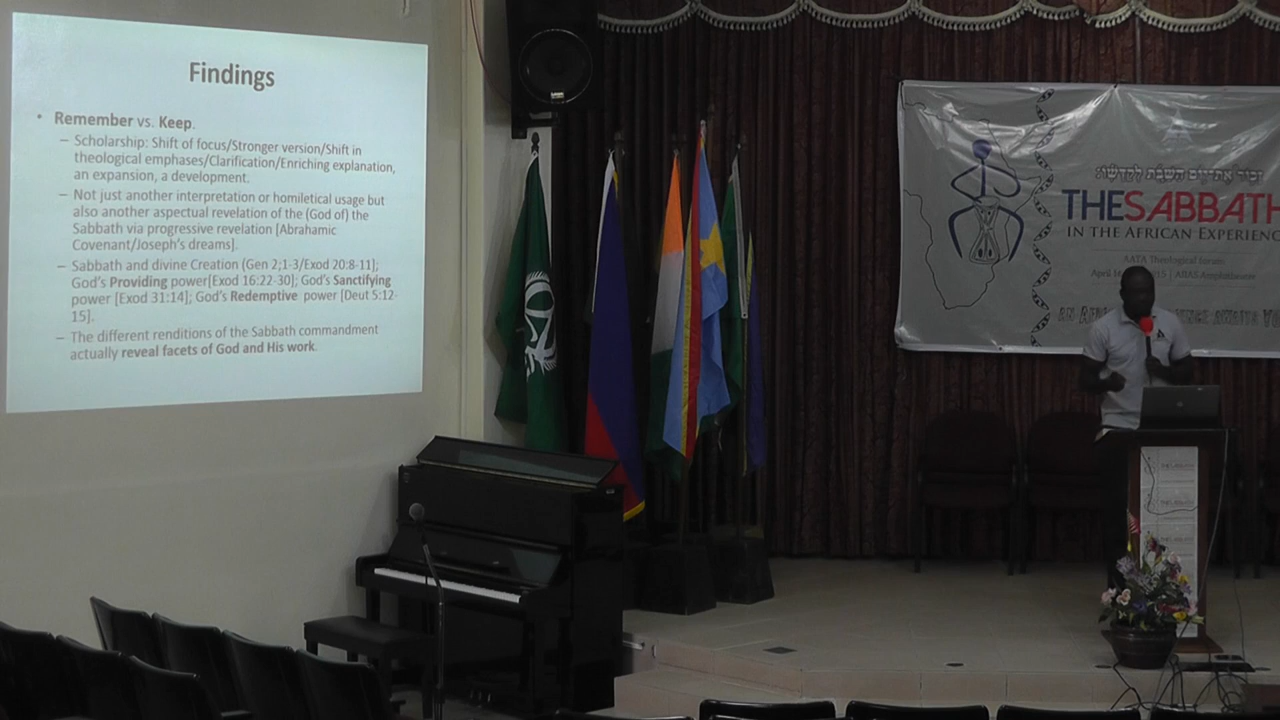 Findings
• Remember vs. Keep.
– Scholarship: Shift of focus/Stronger version/Shift in
theological emphases/Clarification/Enriching explanation,
an expansion, a development.
– Not just another interpretation or homiletical usage but
also another aspectual revelation of the (God of) the
Sabbath via progressive revelation [Abrahamic
Covenant/Joseph's dreams].
– Sabbath and divine Creation (Gen 2;1-3/Exod 20:8-11];
God's Providing power[Exod 16:22-30]; God's Sanctifying
power [Exod 31:14]; God's Redemptive power [Deut 5:12-
15].
– The different renditions of the Sabbath commandment
actually reveal facets of God and His work.
THE SABBATH
IN THE AFRICAN EXPERIENC
AATA Theological Forum
April 2015 | AIIAS Amphitheater